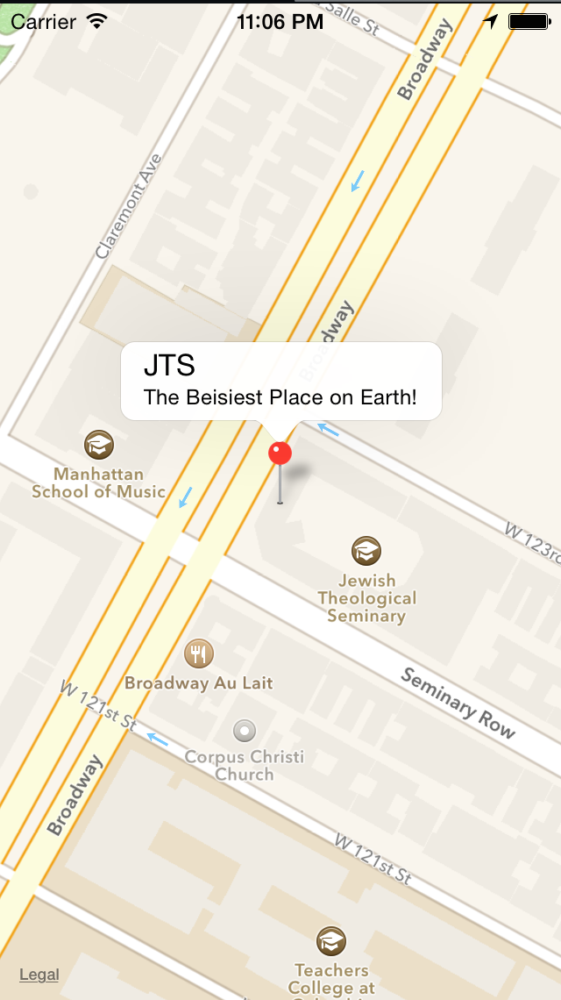 Carrier
11:06 PM
Salle St
Broadway
Claremont Ave
Broadway
JTS
The Beisiest Place on Earth!
Manhattan
School of Music
W 123rd
Jewish
Theological
Seminary
Broadway Au Lait
Seminary Row
W 121st St
Corpus Christi
Church
Broadway
W 121st St
Legal
Teachers
College at